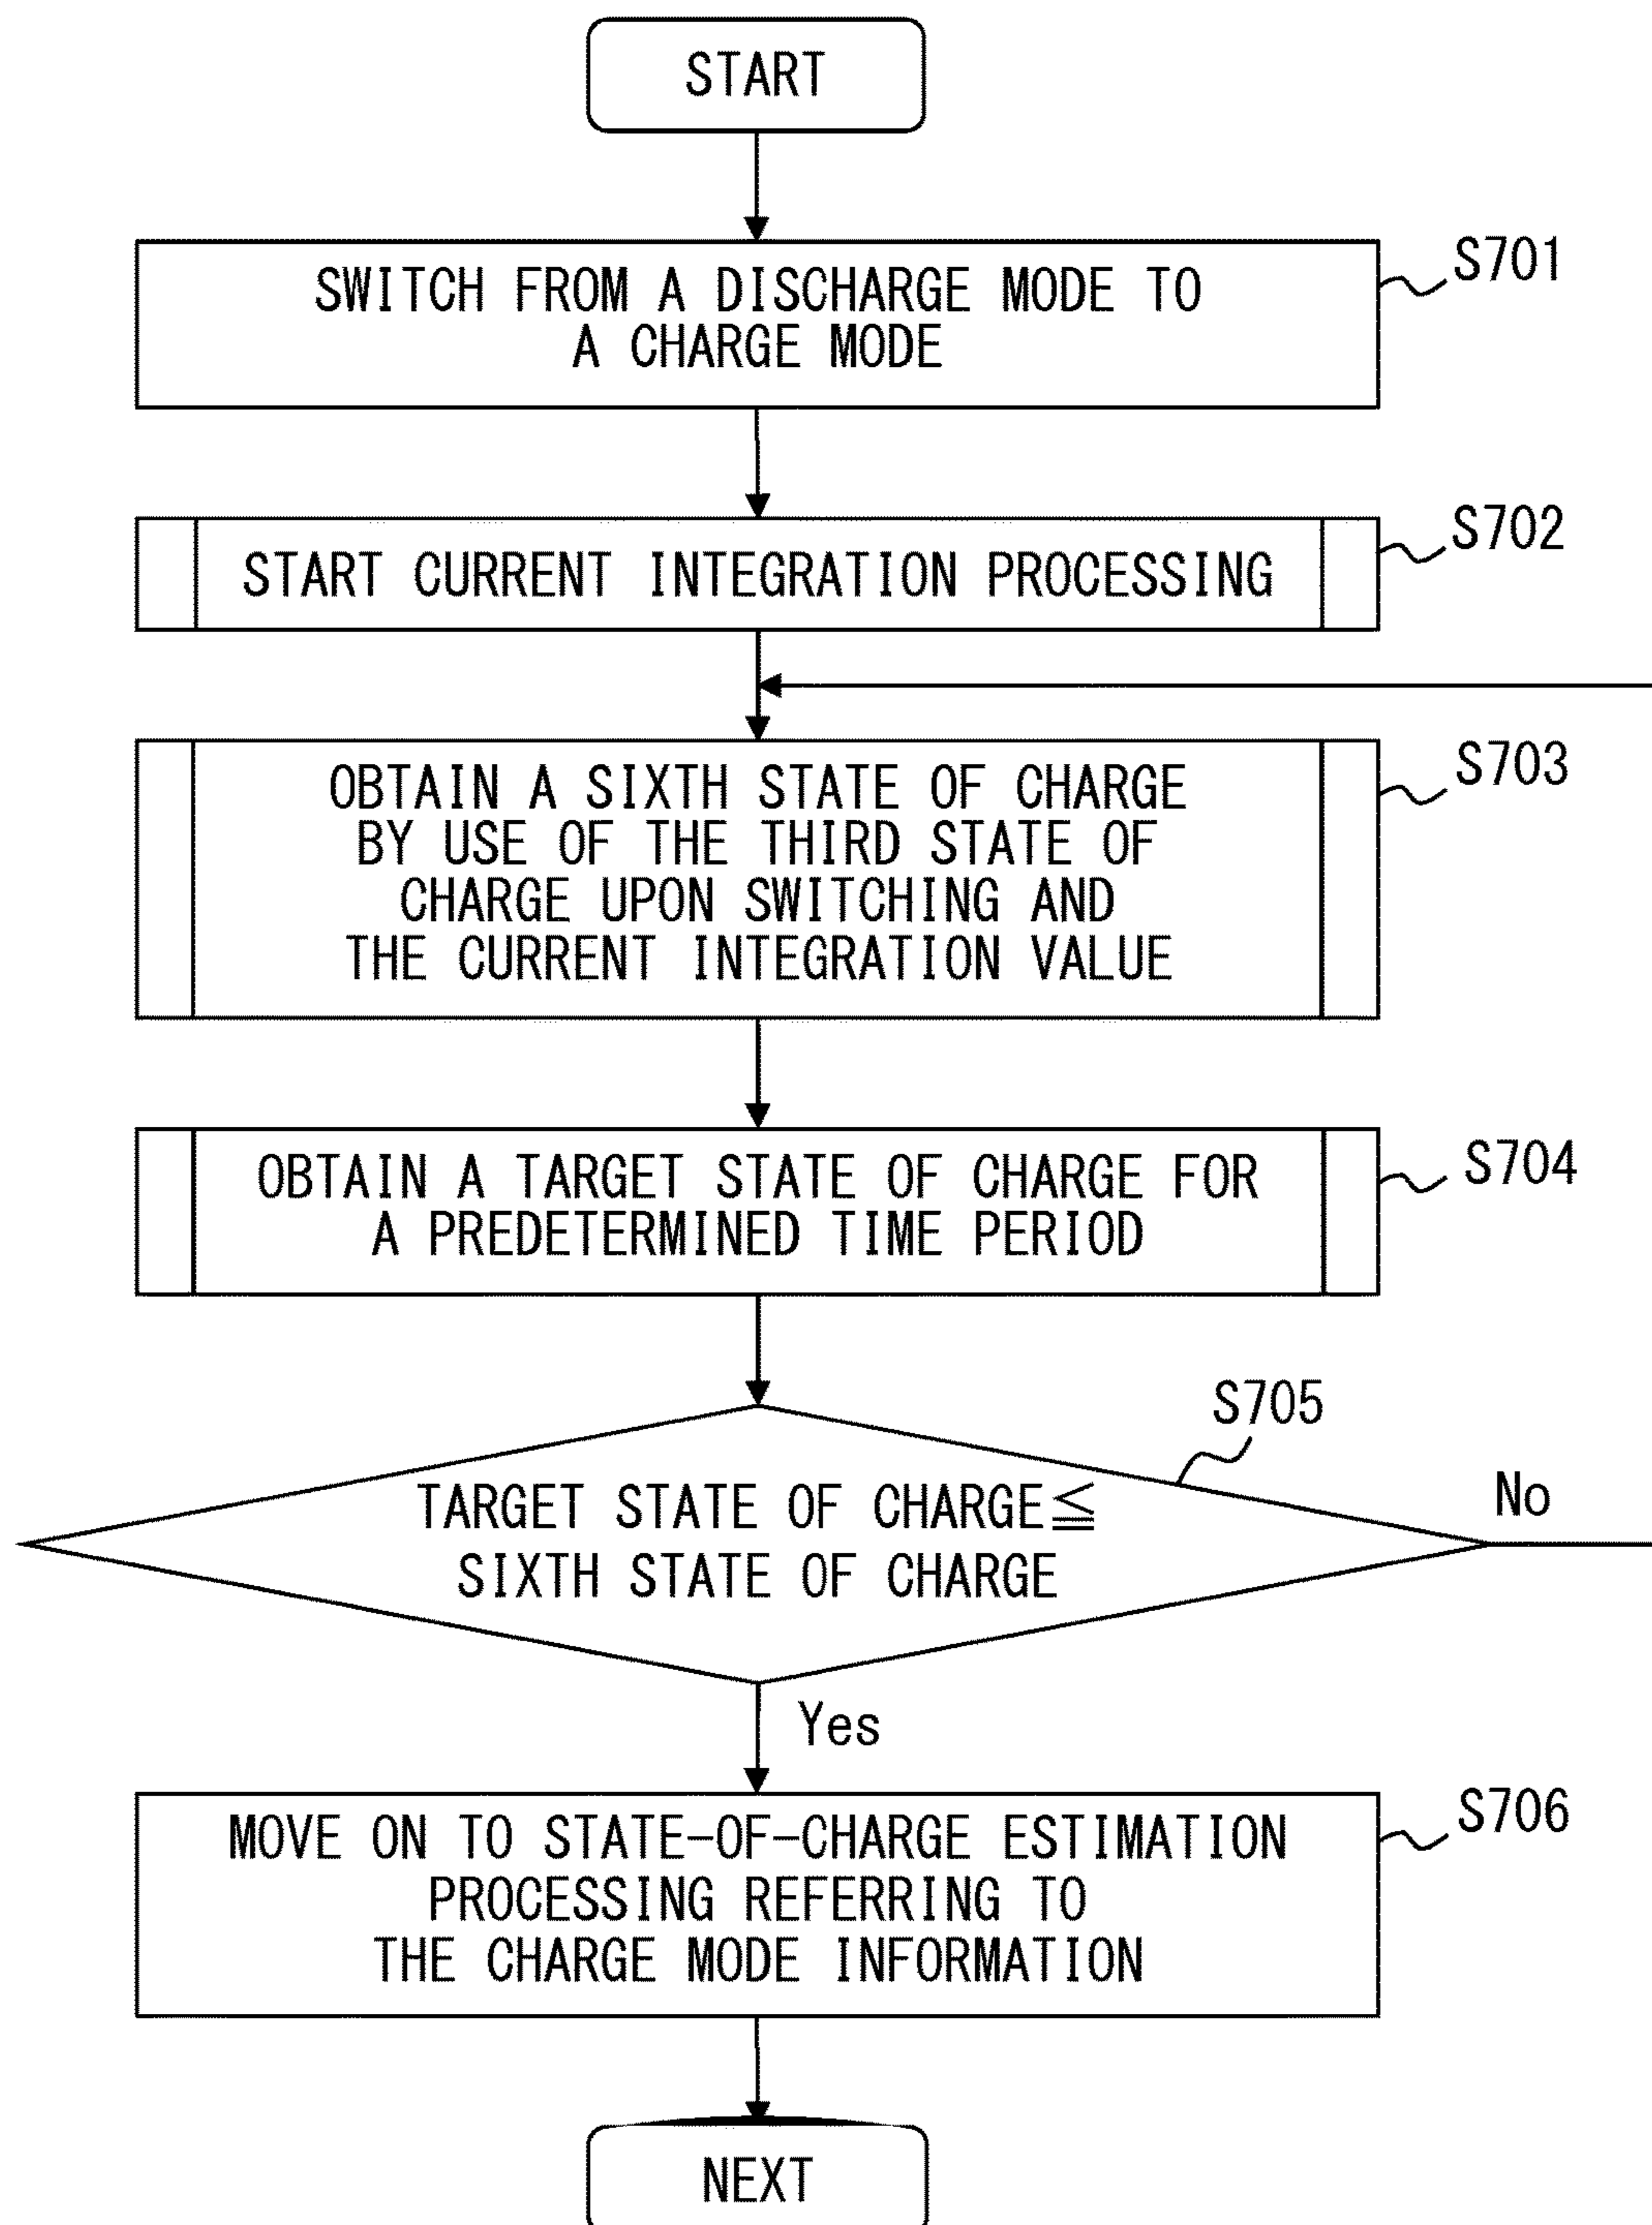 START
SWITCH FROM A DISCHARGE MODE TO
A CHARGE MODE
S701
START CURRENT INTEGRATION PROCESSING
S702
OBTAIN A SIXTH STATE OF CHARGE
BY USE OF THE THIRD STATE OF
CHARGE UPON SWITCHING AND
THE CURRENT INTEGRATION VALUE
S703
OBTAIN A TARGET STATE OF CHARGE FOR
A PREDETERMINED TIME PERIOD
S704
S705
TARGET STATE OF CHARGE≦
SIXTH STATE OF CHARGE
No
Yes
MOVE ON TO STATE-OF-CHARGE ESTIMATION
PROCESSING REFERRING TO
THE CHARGE MODE INFORMATION
S706
NEXT